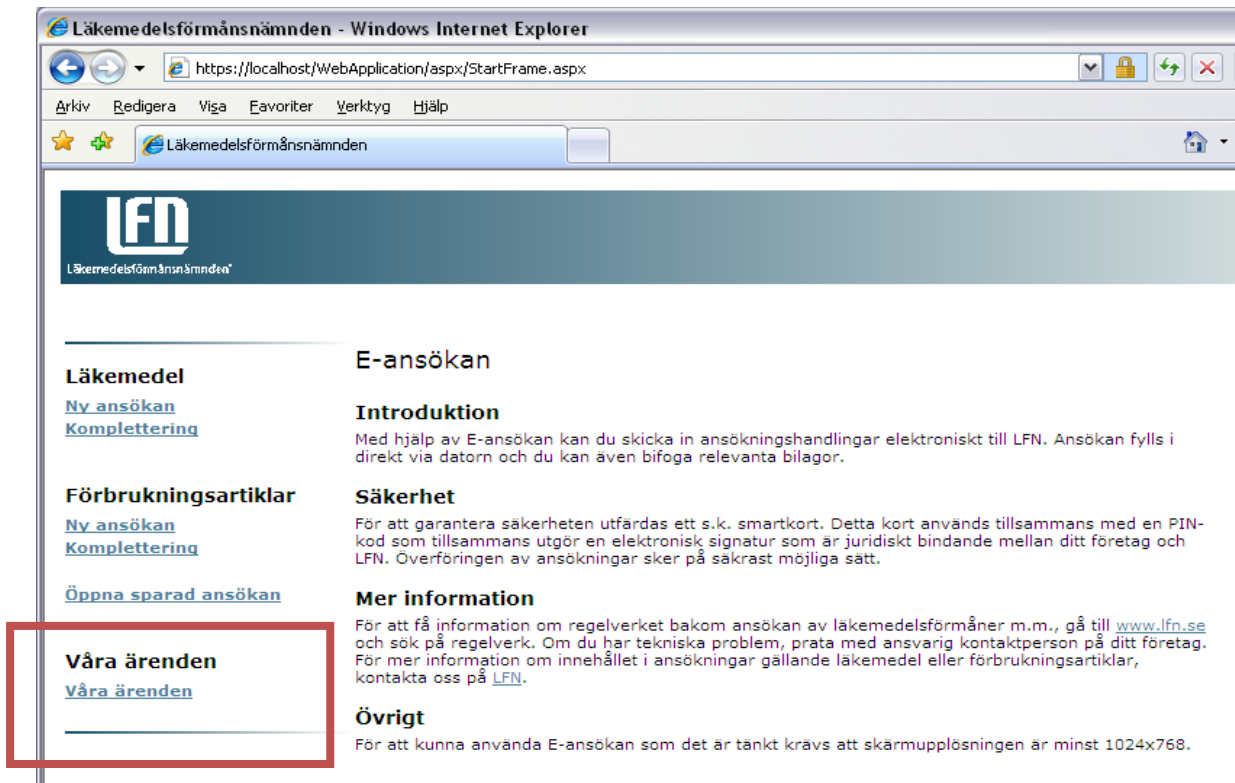 Läkemedelsförmånsnämnden - Windows Internet Explorer
https://localhost/WebApplication/aspx/StartFrame.aspx
Arkiv Redigera Visa Favoriter Verktyg Hjälp
Läkemedelsförmånsnämnden
LFN
Läkemedelsförmånsnämnden
Läkemedel
Ny ansökan
Komplettering
Förbrukningsartiklar
Ny ansökan
Komplettering
Öppna sparad ansökan
Våra ärenden
Våra ärenden
E-ansökan
Introduktion
Med hjälp av E-ansökan kan du skicka in ansökningshandlingar elektroniskt till LFN. Ansökan fylls i
direkt via datorn och du kan även bifoga relevanta bilagor.
Säkerhet
För att garantera säkerheten utfärdas ett s.k. smartkort. Detta kort används tillsammans med en PIN-
kod som tillsammans utgör en elektronisk signatur som är juridiskt bindande mellan ditt företag och
LFN. Överföringen av ansökningar sker på säkrast möjliga sätt.
Mer information
För att få information om regelverket bakom ansökan av läkemedelsförmåner m.m., gå till www.lfn.se
och sök på regelverk. Om du har tekniska problem, prata med ansvarig kontaktperson på ditt företag.
För mer information om innehållet i ansökningar gällande läkemedel eller förbrukningsartiklar,
kontakta oss på LFN.
Övrigt
För att kunna använda E-ansökan som det är tänkt krävs att skärmupplösningen är minst 1024x768.